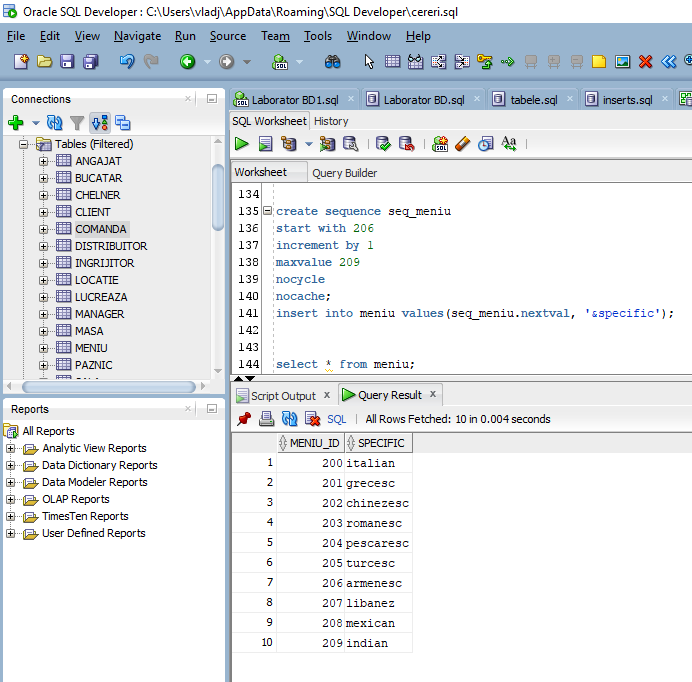 Oracle SQL Developer : C:\Users\vladj\AppData\Roaming\SQL Developer\cereri.sql
File Edit View Navigate Run Source Team Tools Window Help
Connections
Tables (Filtered)
ANGAJAT
BUCATAR
CHELNER
CLIENT
COMANDA
DISTRIBUITOR
INGRIJITOR
LOCATIE
LUCREAZA
MANAGER
MASA
MENIU
PAZNIC
Reports
All Reports
Analytic View Reports
Data Dictionary Reports
Data Modeler Reports
OLAP Reports
TimesTen Reports
User Defined Reports
Laborator BD1.sql Laborator BD.sql tabele.sql inserts.sql
SQL Worksheet History
Worksheet Query Builder
134
135 create sequence seq_meniu
136 start with 206
137 increment by 1
138 maxvalue 209
139 nocycle
140 nocache;
141 insert into meniu values(seq_meniu.nextval, '&specific');
142
143
144 select * from meniu;
Script Output x Query Result x
SQL | All Rows Fetched: 10 in 0.004 seconds
MENIU_ID SPECIFIC
1 200 italian
2 201 grecesc
3 202 chinezesc
4 203 romanesc
5 204 pescaresc
6 205 turcesc
7 206 armenesc
8 207 libanez
9 208 mexican
10 209 indian